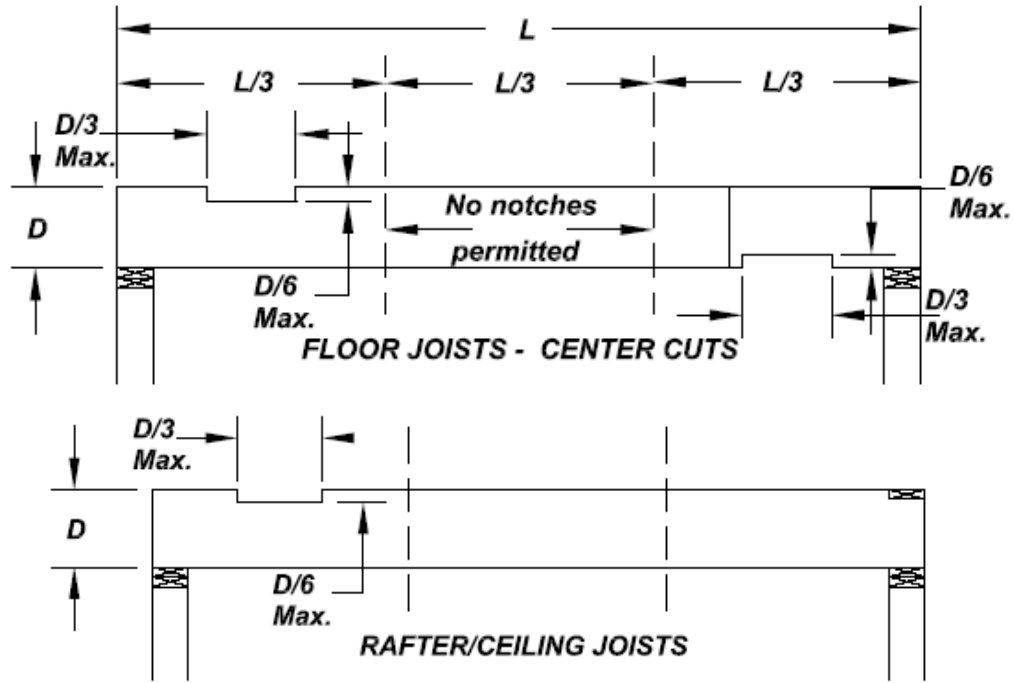 L
L/3
L/3
L/3
D/3
Max.
D/6
Max.
No notches
permitted
D
D/6
Max.
D/3
Max.
FLOOR JOISTS - CENTER CUTS
D/3
Max.
D
D/6
Max.
RAFTER/CEILING JOISTS